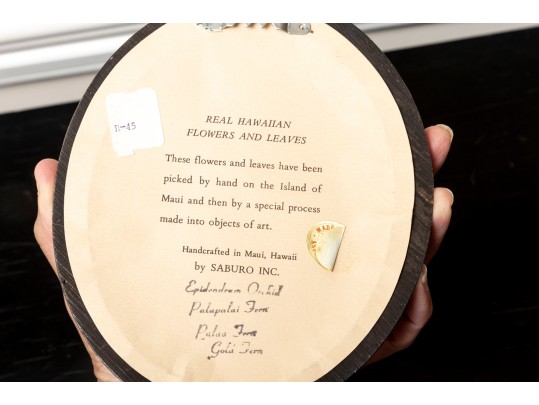 R-45
REAL HAWAIIAN
FLOWERS AND LEAVES
These flowers and leaves have been
picked by hand on the Island of
Maui and then by a special process
made into objects of art.
Handcrafted in Maui, Hawaii
by SABURO INC.
Epidendrum Orchid
Palapalai Fern
Palaa Fern
Gold Fern
MADE